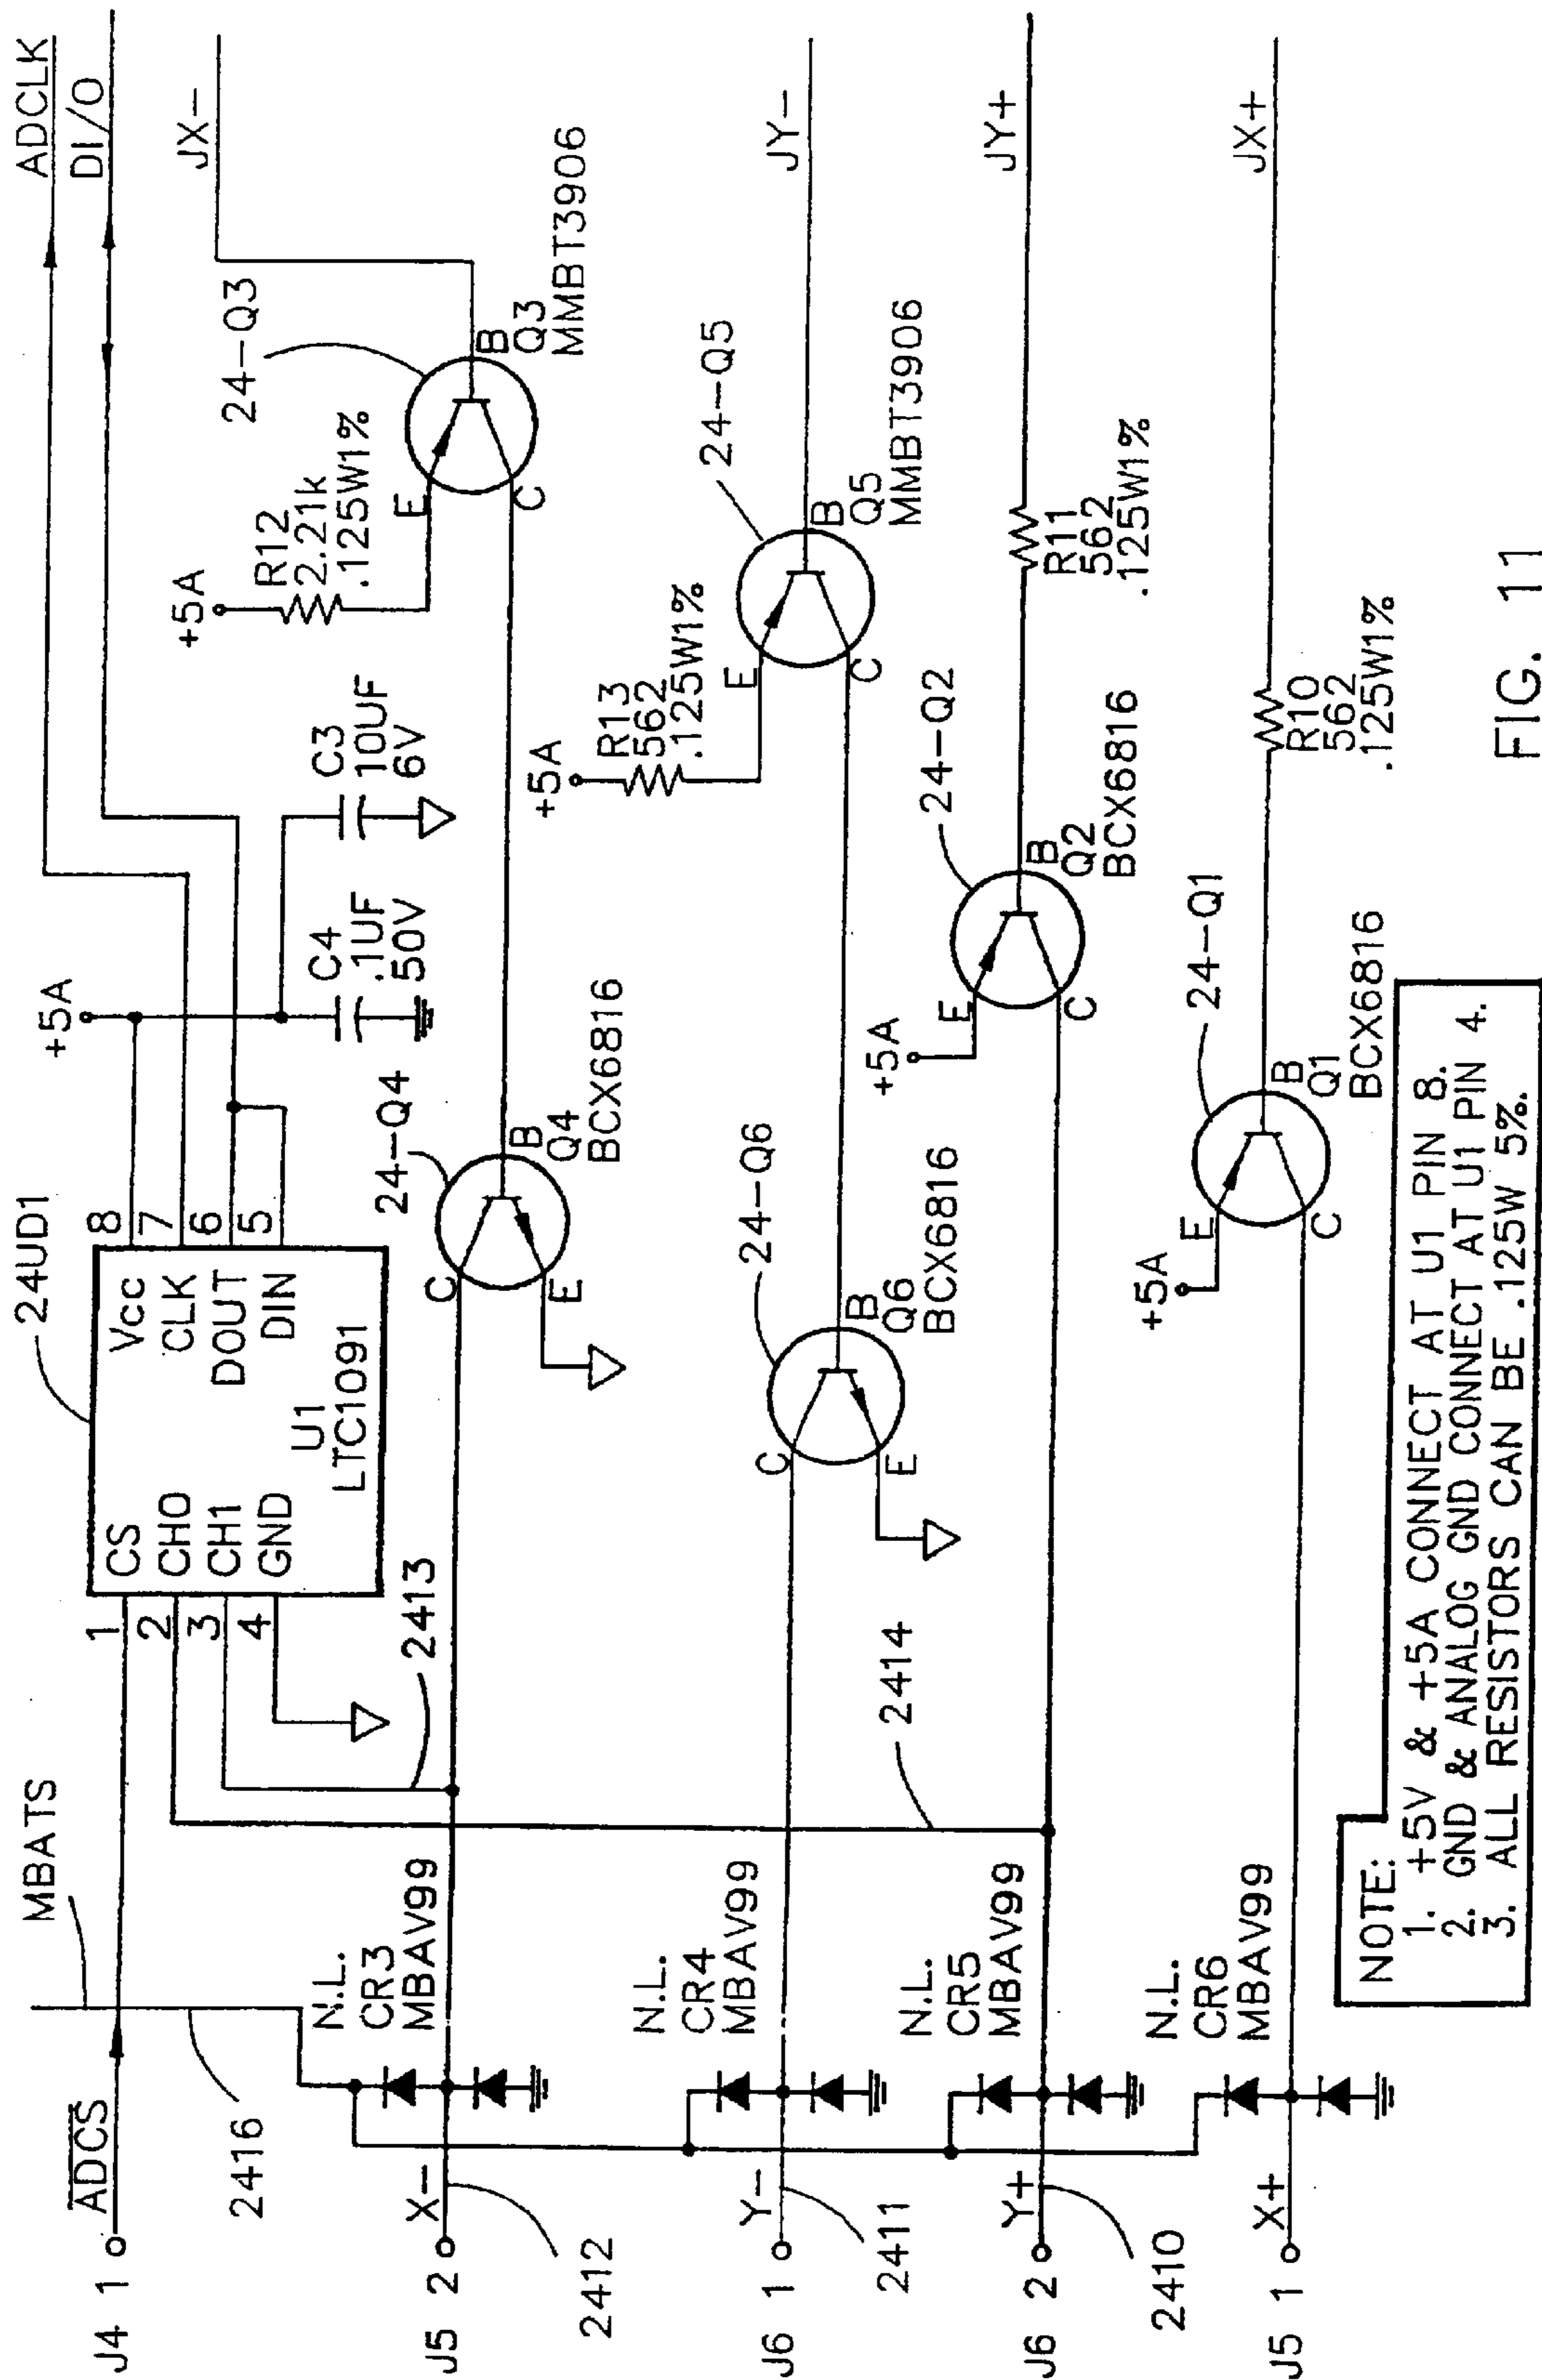 24UD1
MBATS
J4 1
ADCS
2416
1 CS
2 CH0
3 CH1
4 GND
Vcc 8
CLK 7
DOUT 6
DIN 5
U1
LTC1091
+5A
C4
.1UF
50V
C3
10UF
6V
ADCLK
DI/O
2413
J5 2
X−
2412
N.L.
CR3
MBAV99
24−Q4
C
E
B
Q4
BCX6816
+5A
R12
2.21k
.125W1%
24−Q3
E
C
B
Q3
MMBT3906
JX−
J6 1
Y−
2411
N.L.
CR4
MBAV99
24−Q6
C
E
B
Q6
BCX6816
+5A
R13
562
.125W1%
24−Q5
E
C
B
Q5
MMBT3906
JY−
2414
J6 2
Y+
2410
N.L.
CR5
MBAV99
+5A
24−Q2
E
C
B
Q2
BCX6816
R11
562
.125W1%
JY+
J5 1
X+
N.L.
CR6
MBAV99
+5A
24−Q1
E
C
B
Q1
BCX6816
R10
562
.125W1%
JX+
NOTE:
1. +5V & +5A CONNECT AT U1 PIN 8.
2. GND & ANALOG GND CONNECT AT U1 PIN 4.
3. ALL RESISTORS CAN BE .125W 5%.
FIG. 11